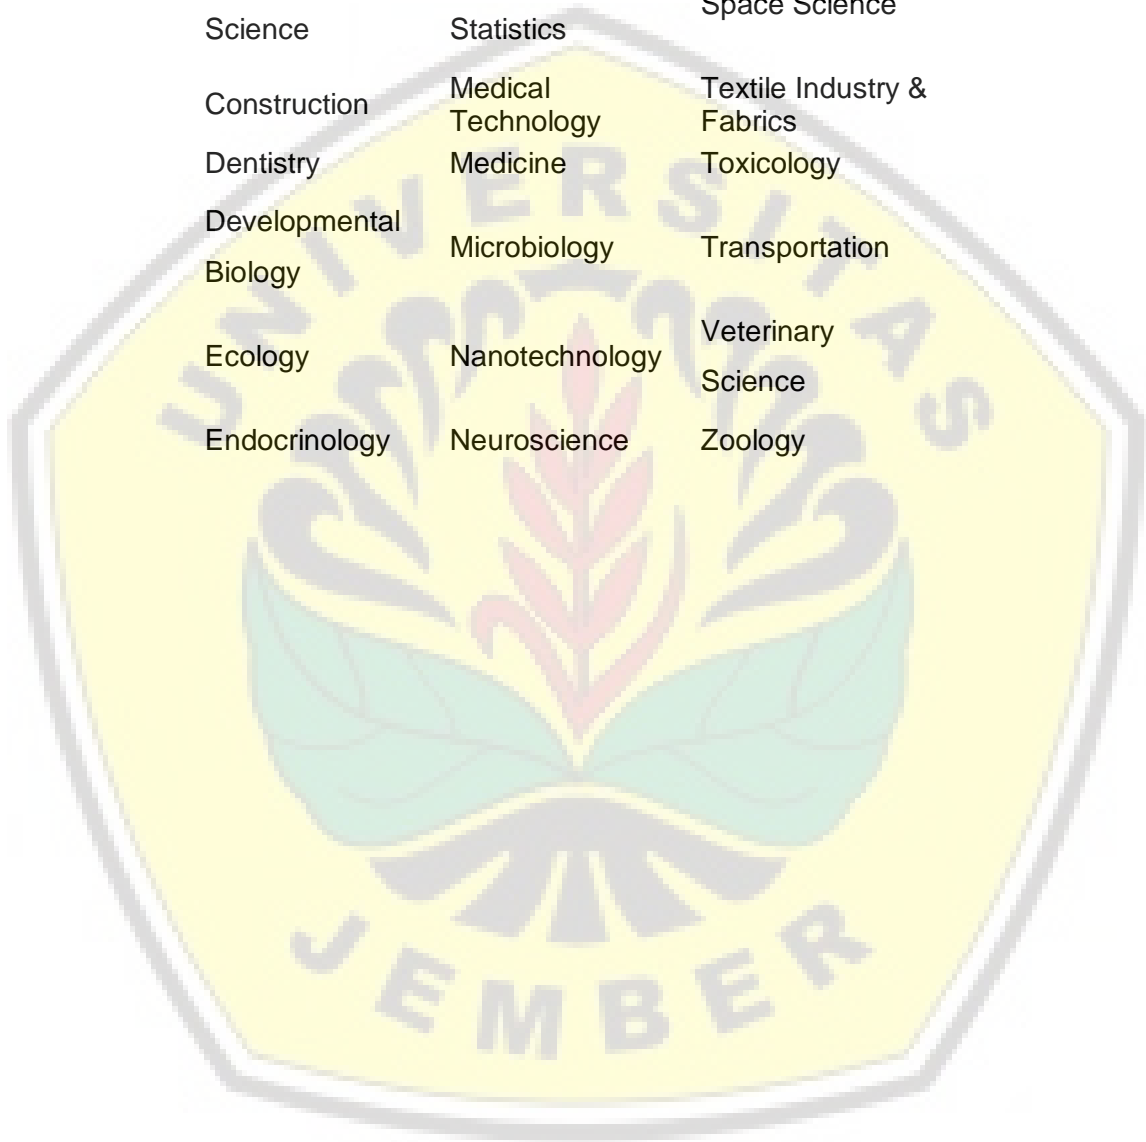 Space Science
Science Statistics
Medical Textile Industry &
Construction
Technology Fabrics
Dentistry Medicine Toxicology
Developmental
Microbiology Transportation
Biology
Veterinary
Ecology Nanotechnology
Science
Endocrinology Neuroscience Zoology
UNIVERSITAS
JEMBER